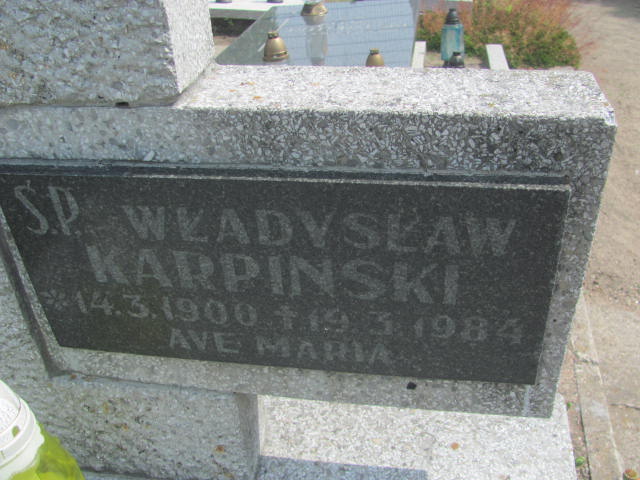 Ś.P. WŁADYSŁAW
KARPINSKI
* 14.3.1900 † 19.3.1984
AVE MARIA